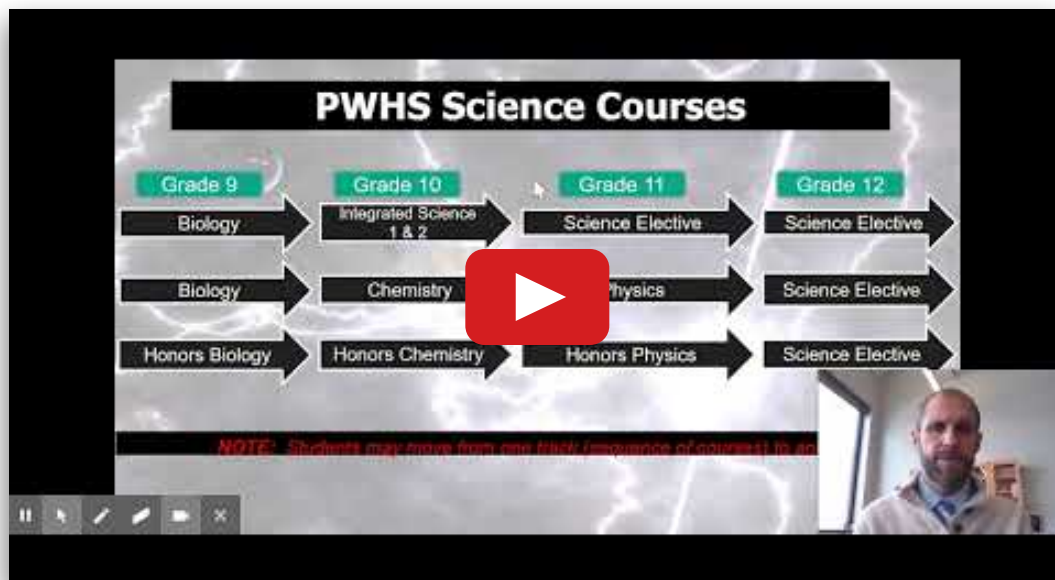 PWHS Science Courses
Grade 9 Grade 10 Grade 11 Grade 12
Biology Integrated Science Science Elective Science Elective
1 & 2
Biology Chemistry Physics Science Elective
Honors Biology Honors Chemistry Honors Physics Science Elective
NOTE: Students may move from one track (sequence of courses) to